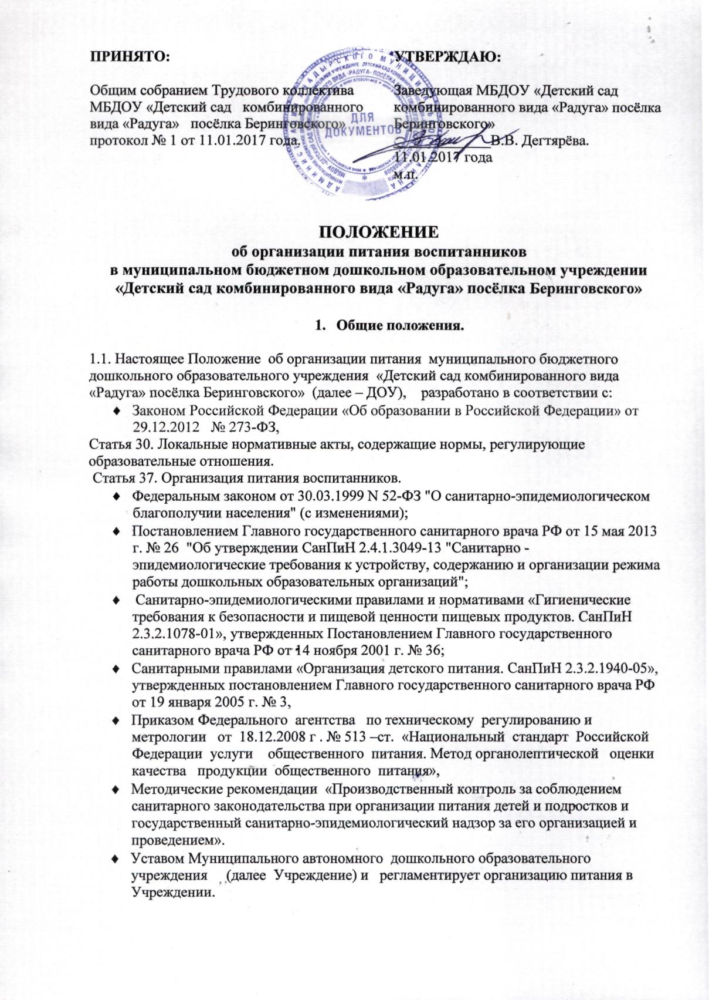 ПРИНЯТО:
Общим собранием Трудового коллектива
МБДОУ «Детский сад комбинированного
вида «Радуга» посёлка Беринговского»
протокол № 1 от 11.01.2017 года.
УТВЕРЖДАЮ:
Заведующая МБДОУ «Детский сад
комбинированного вида «Радуга» посёлка
Беринговского»
В.В. Дегтярёва.
11.01.2017 года
м.п.
ДЛЯ
ДОКУМЕНТОВ
ПОЛОЖЕНИЕ
об организации питания воспитанников
в муниципальном бюджетном дошкольном образовательном учреждении
«Детский сад комбинированного вида «Радуга» посёлка Беринговского»
1. Общие положения.
1.1. Настоящее Положение об организации питания муниципального бюджетного
дошкольного образовательного учреждения «Детский сад комбинированного вида
«Радуга» посёлка Беринговского» (далее – ДОУ), разработано в соответствии с:
♦ Законом Российской Федерации «Об образовании в Российской Федерации» от
29.12.2012 № 273-ФЗ,
Статья 30. Локальные нормативные акты, содержащие нормы, регулирующие
образовательные отношения.
Статья 37. Организация питания воспитанников.
♦ Федеральным законом от 30.03.1999 N 52-ФЗ "О санитарно-эпидемиологическом
благополучии населения" (с изменениями);
♦ Постановлением Главного государственного санитарного врача РФ от 15 мая 2013
г. № 26 "Об утверждении СанПиН 2.4.1.3049-13 "Санитарно -
эпидемиологические требования к устройству, содержанию и организации режима
работы дошкольных образовательных организаций";
♦ Санитарно-эпидемиологическими правилами и нормативами «Гигиенические
требования к безопасности и пищевой ценности пищевых продуктов. СанПиН
2.3.2.1078-01», утвержденных Постановлением Главного государственного
санитарного врача РФ от 14 ноября 2001 г. № 36;
♦ Санитарными правилами «Организация детского питания. СанПиН 2.3.2.1940-05»,
утвержденных постановлением Главного государственного санитарного врача РФ
от 19 января 2005 г. № 3,
♦ Приказом Федерального агентства по техническому регулированию и
метрологии от 18.12.2008 г . № 513 –ст. «Национальный стандарт Российской
Федерации услуги общественного питания. Метод органолептической оценки
качества продукции общественного питания»,
♦ Методические рекомендации «Производственный контроль за соблюдением
санитарного законодательства при организации питания детей и подростков и
государственный санитарно-эпидемиологический надзор за его организацией и
проведением».
♦ Уставом Муниципального автономного дошкольного образовательного
учреждения (далее Учреждение) и регламентирует организацию питания в
Учреждении.